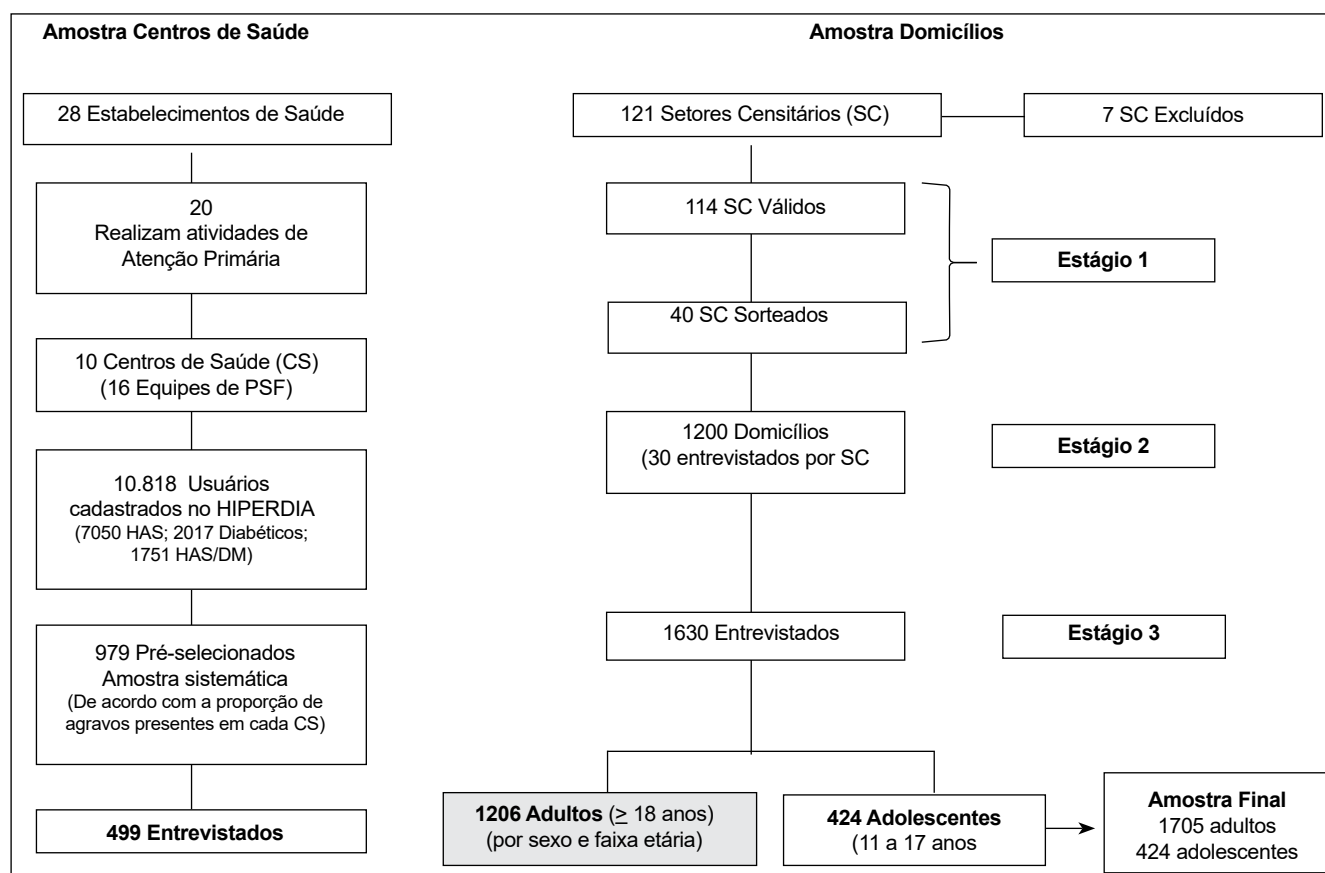 Amostra Centros de Saúde
28 Estabelecimentos de Saúde
20
Realizam atividades de
Atenção Primária
10 Centros de Saúde (CS)
(16 Equipes de PSF)
10.818 Usuários
cadastrados no HIPERDIA
(7050 HAS; 2017 Diabéticos;
1751 HAS/DM)
979 Pré-selecionados
Amostra sistemática
(De acordo com a proporção de
agravos presentes em cada CS)
499 Entrevistados
Amostra Domicílios
121 Setores Censitários (SC)
7 SC Excluídos
114 SC Válidos
40 SC Sorteados
Estágio 1
1200 Domicílios
(30 entrevistados por SC
Estágio 2
1630 Entrevistados
Estágio 3
1206 Adultos (≥ 18 anos)
(por sexo e faixa etária)
424 Adolescentes
(11 a 17 anos
Amostra Final
1705 adultos
424 adolescentes